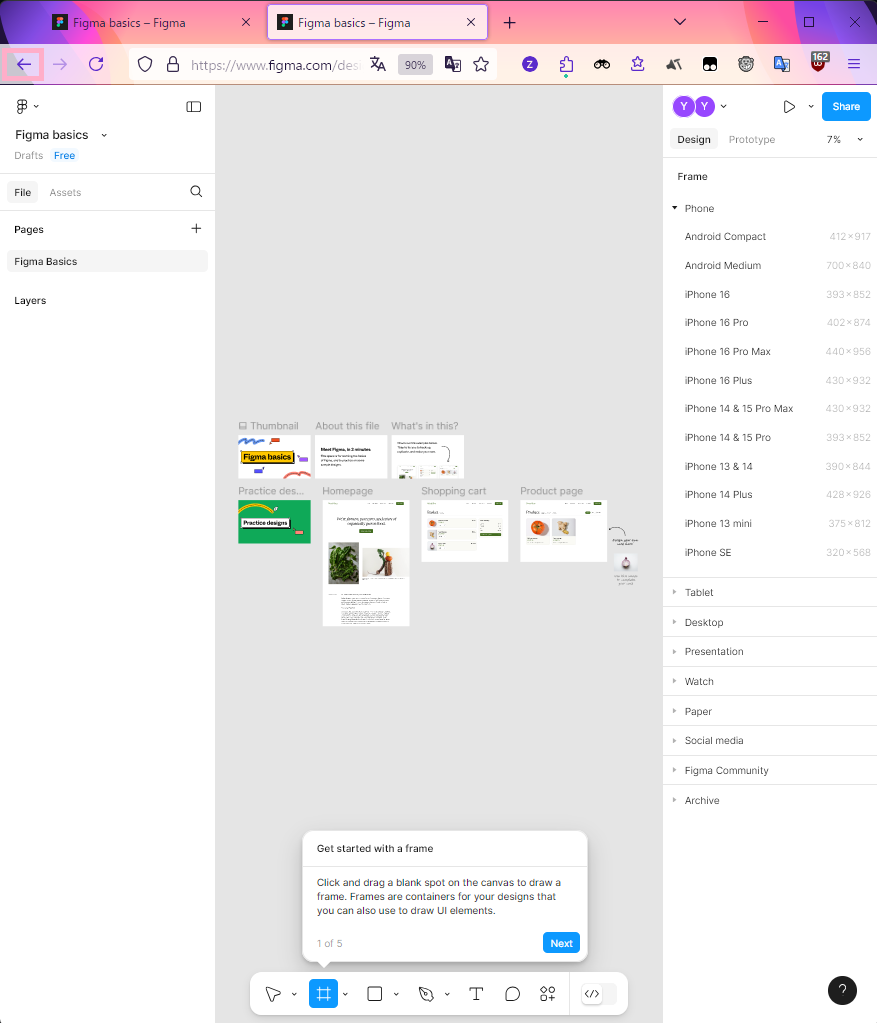 Figma basics – Figma
Figma basics – Figma
https://www.figma.com/des
90%
162
Figma basics
Drafts Free
File Assets
Pages
Figma Basics
Layers
Thumbnail About this file What's in this?
Figma basics
Meet Figma, in 2 minutes
Practice des... Homepage Shopping cart Product page
Practice designs
Get started with a frame
Click and drag a blank spot on the canvas to draw a
frame. Frames are containers for your designs that
you can also use to draw UI elements.
1 of 5 Next
Y Y Share
Design Prototype 7%
Frame
Phone
Android Compact 412×917
Android Medium 700×840
iPhone 16 393×852
iPhone 16 Pro 402×874
iPhone 16 Pro Max 440×956
iPhone 16 Plus 430×932
iPhone 14 & 15 Pro Max 430×932
iPhone 14 & 15 Pro 393×852
iPhone 13 & 14 390×844
iPhone 14 Plus 428×926
iPhone 13 mini 375×812
iPhone SE 320×568
Tablet
Desktop
Presentation
Watch
Paper
Social media
Figma Community
Archive
?